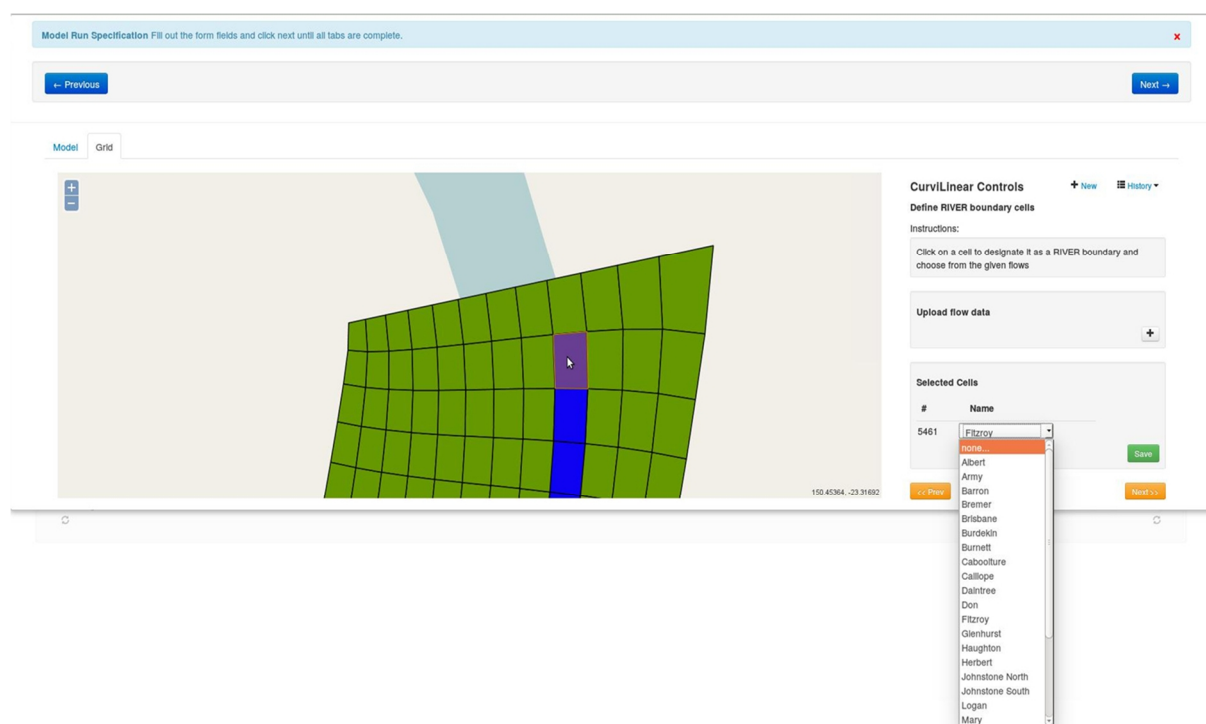 Model Run Specification Fill out the form fields and click next until all tabs are complete.
x
← Previous
Next →
Model
Grid
+
−
CurviLinear Controls
+ New
History
Define RIVER boundary cells
Instructions:
Click on a cell to designate it as a RIVER boundary and
choose from the given flows
Upload flow data
+
Selected Cells
# Name
5461 Fitzroy
none...
Save
Albert
Army
Barron
Bremer
Brisbane
Burdekin
Burnett
Caboolture
Calliope
Daintree
Don
Fitzroy
Glenhurst
Haughton
Herbert
Johnstone North
Johnstone South
Logan
Mary
150.45364, -23.31692
<< Prev
Next >>